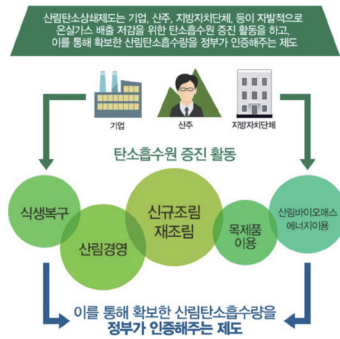 산림탄소상쇄제도는 기업, 산주, 지방자치단체, 등이 자발적으로
온실가스 배출 저감을 위한 탄소흡수원 증진 활동을 하고,
이를 통해 확보한 산림탄소흡수량을 정부가 인증해주는 제도
기업
산주
지방자치단체
탄소흡수원 증진 활동
식생복구
산림경영
신규조림
재조림
목제품
이용
산림바이오매스
에너지이용
이를 통해 확보한 산림탄소흡수량을
정부가 인증해주는 제도